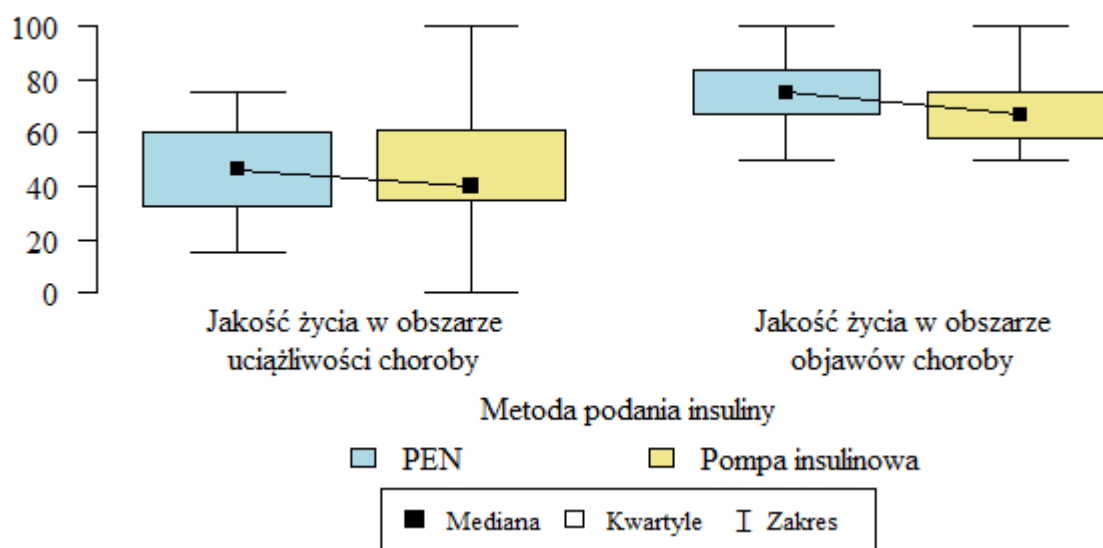 100
80
60
40
20
0
Jakość życia w obszarze
uciążliwości choroby
Jakość życia w obszarze
objawów choroby
Metoda podania insuliny
PEN
Pompa insulinowa
Mediana
Kwartyle
Zakres